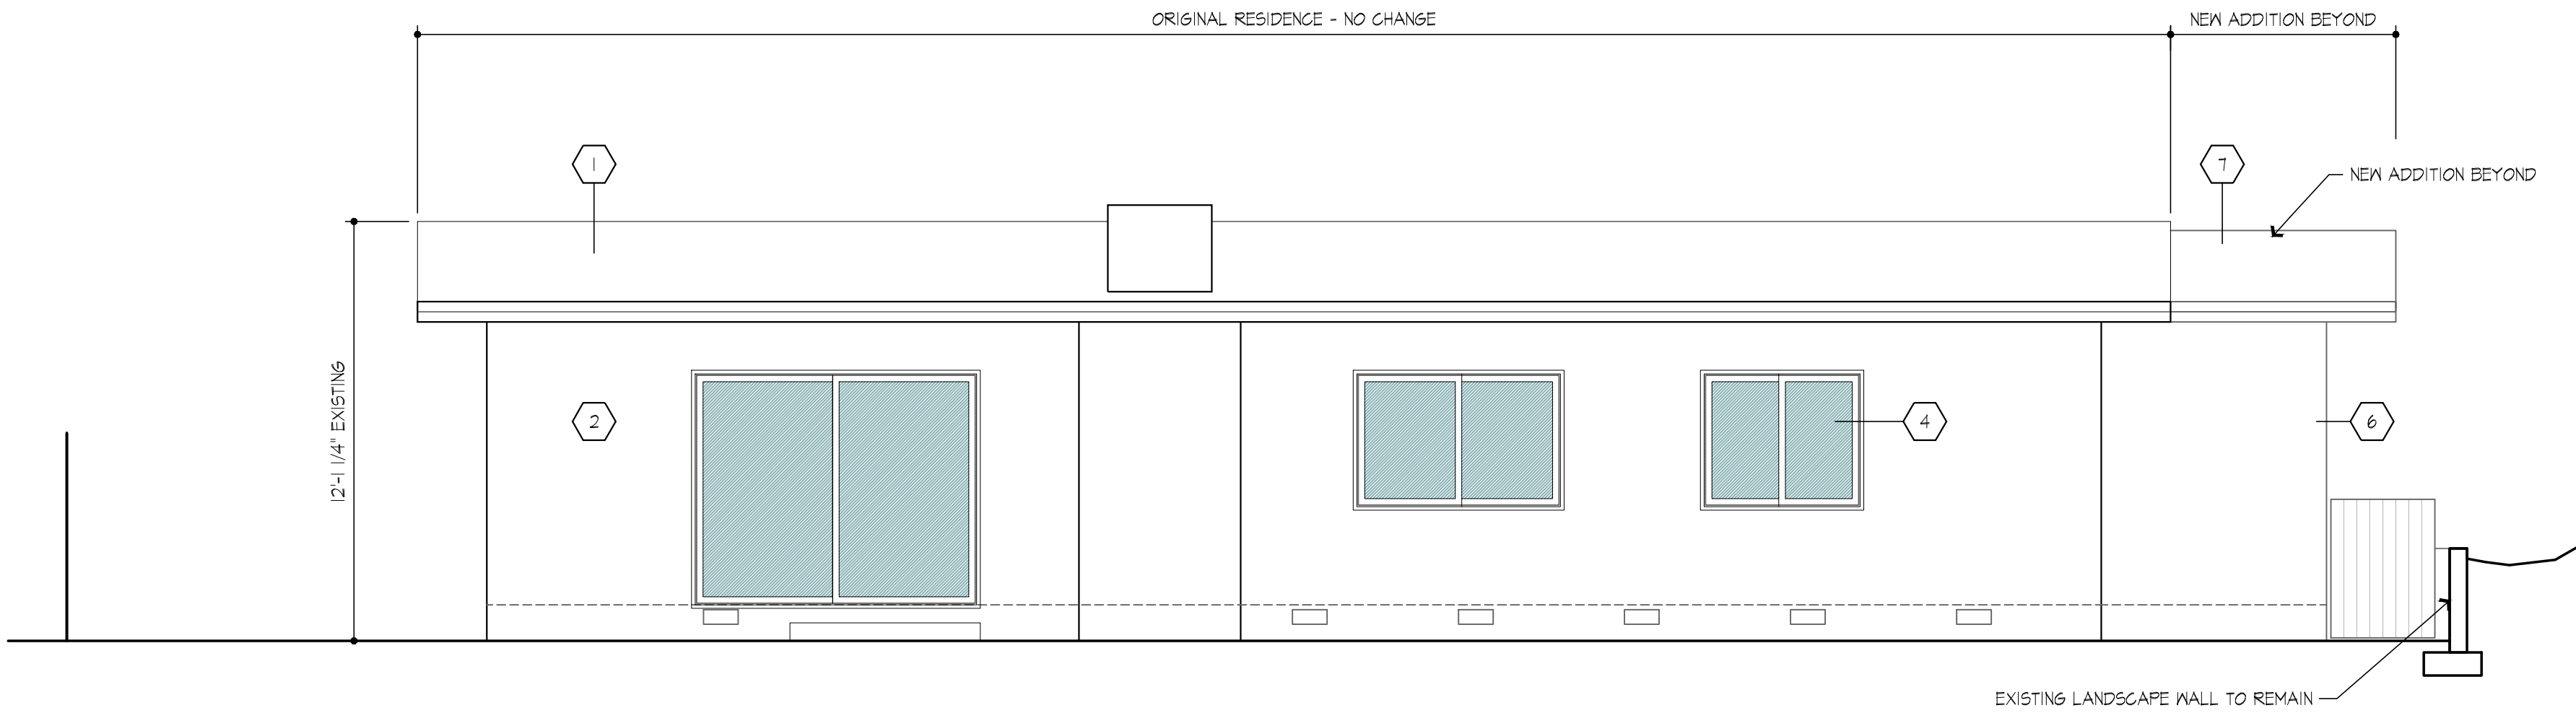 ORIGINAL RESIDENCE - NO CHANGE
NEW ADDITION BEYOND
1
7
NEW ADDITION BEYOND
12'-1 1/4" EXISTING
2
4
6
EXISTING LANDSCAPE WALL TO REMAIN